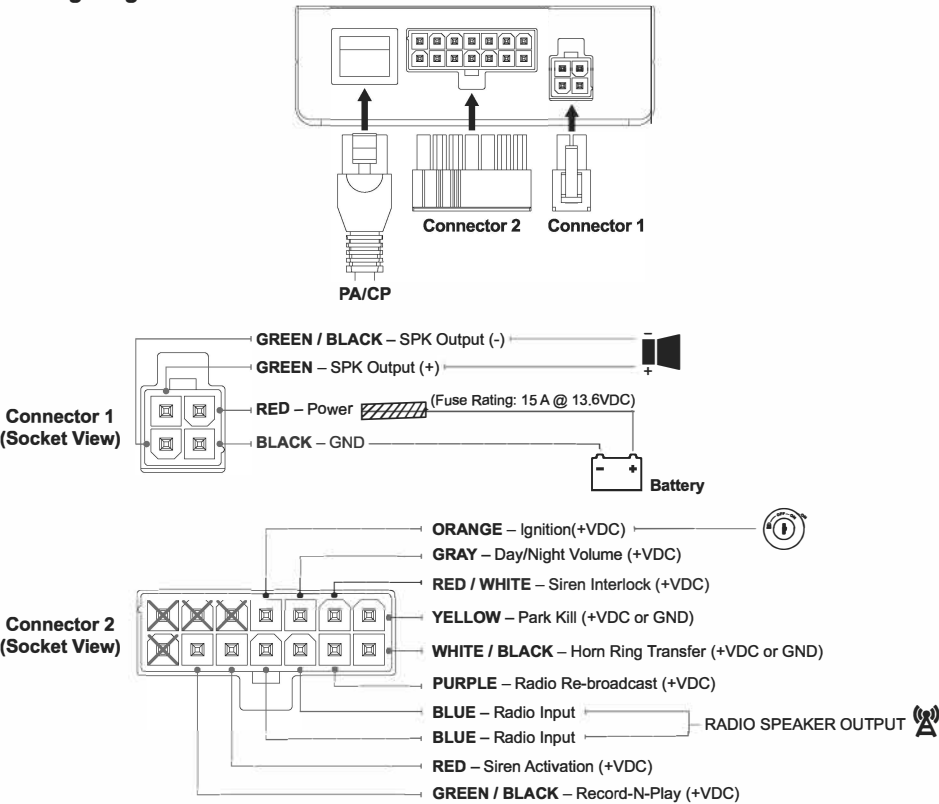 Connector 2
Connector 1
PA/CP
GREEN / BLACK – SPK Output (-)
GREEN – SPK Output (+)
Connector 1
(Socket View)
RED – Power
(Fuse Rating: 15 A @ 13.6VDC)
BLACK – GND
Battery
ORANGE – Ignition(+VDC)
GRAY – Day/Night Volume (+VDC)
RED / WHITE – Siren Interlock (+VDC)
Connector 2
(Socket View)
YELLOW – Park Kill (+VDC or GND)
WHITE / BLACK – Horn Ring Transfer (+VDC or GND)
PURPLE – Radio Re-broadcast (+VDC)
BLUE – Radio Input
RADIO SPEAKER OUTPUT
BLUE – Radio Input
RED – Siren Activation (+VDC)
GREEN / BLACK – Record-N-Play (+VDC)